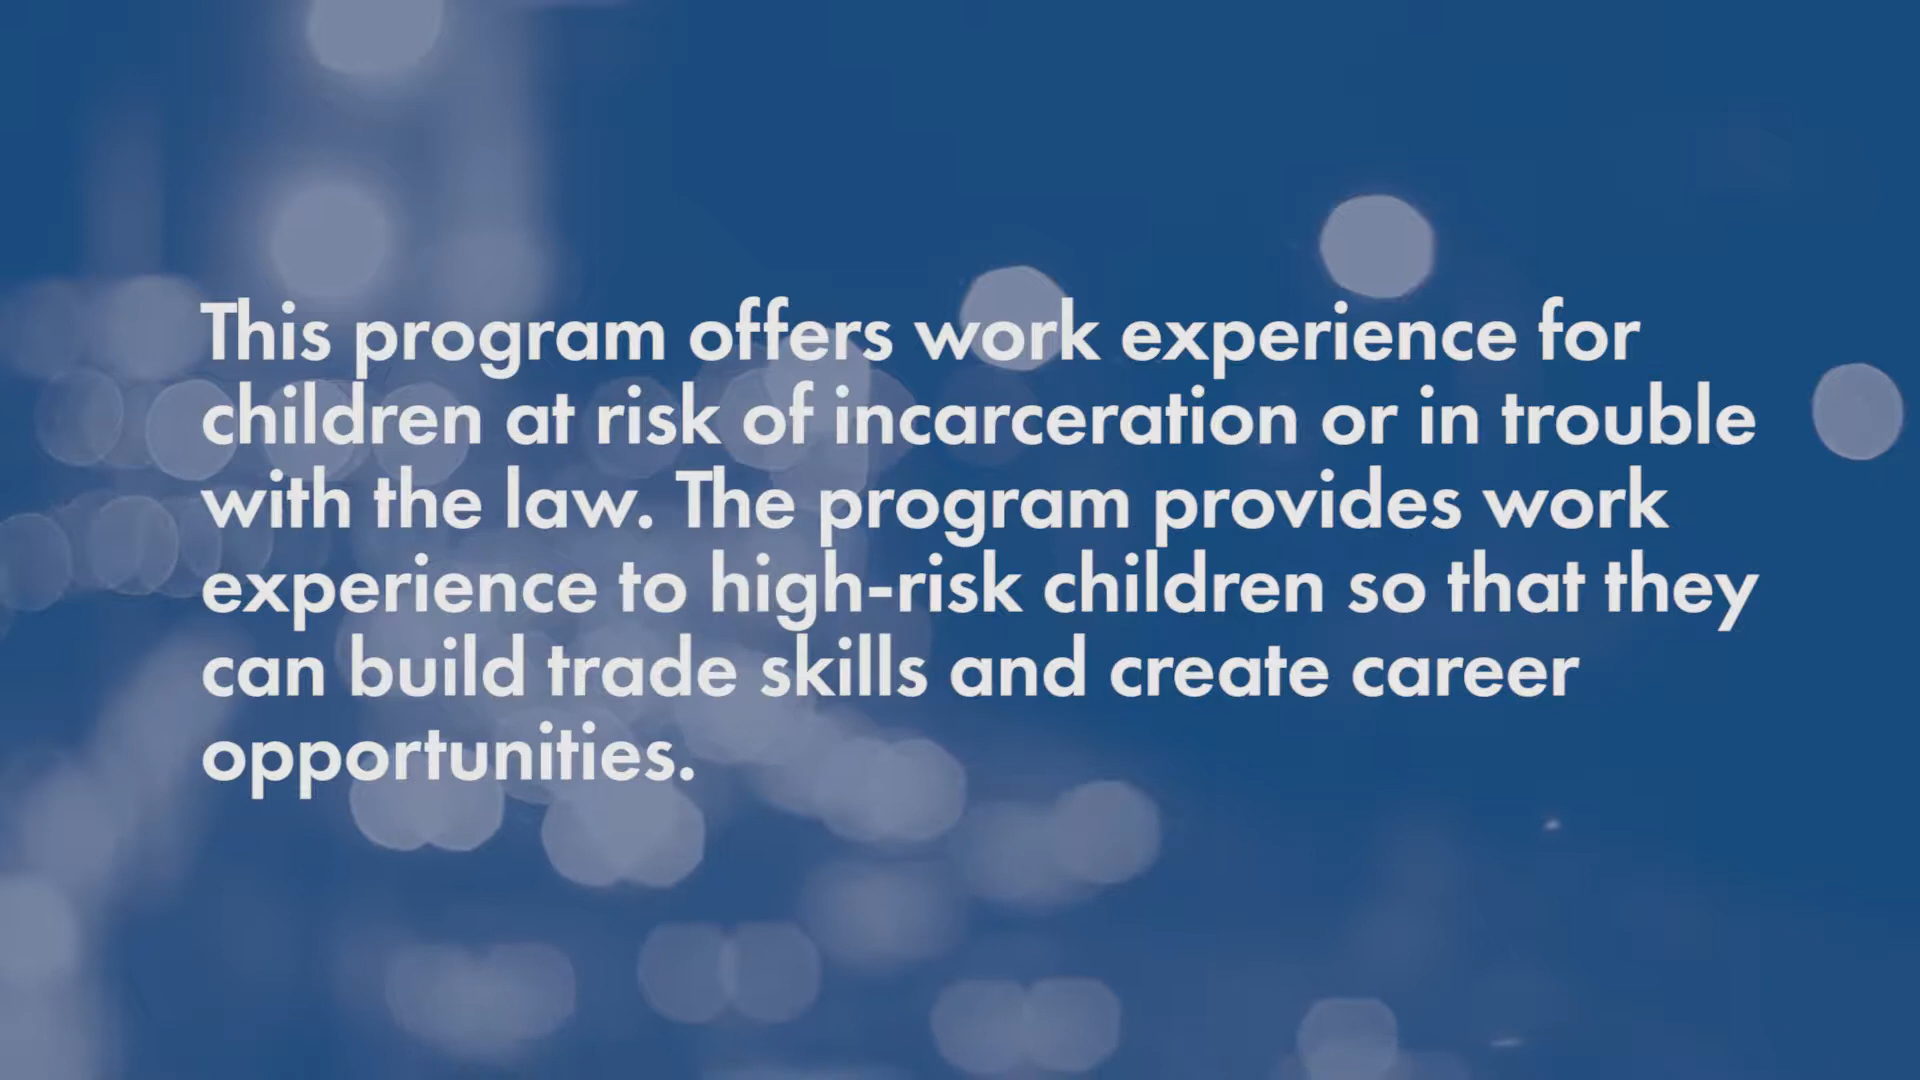 This program offers work experience for
children at risk of incarceration or in trouble
with the law. The program provides work
experience to high-risk children so that they
can build trade skills and create career
opportunities.